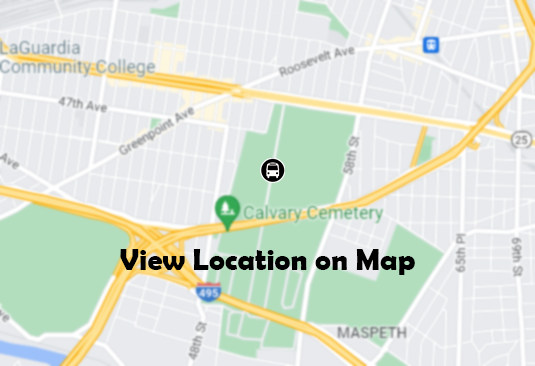 LaGuardia
Community College
Roosevelt Ave
47th Ave
Greenpoint Ave
25
Ave
58th St
Calvary Cemetery
View Location on Map
65th Pl
69th St
495
48th St
MASPETH